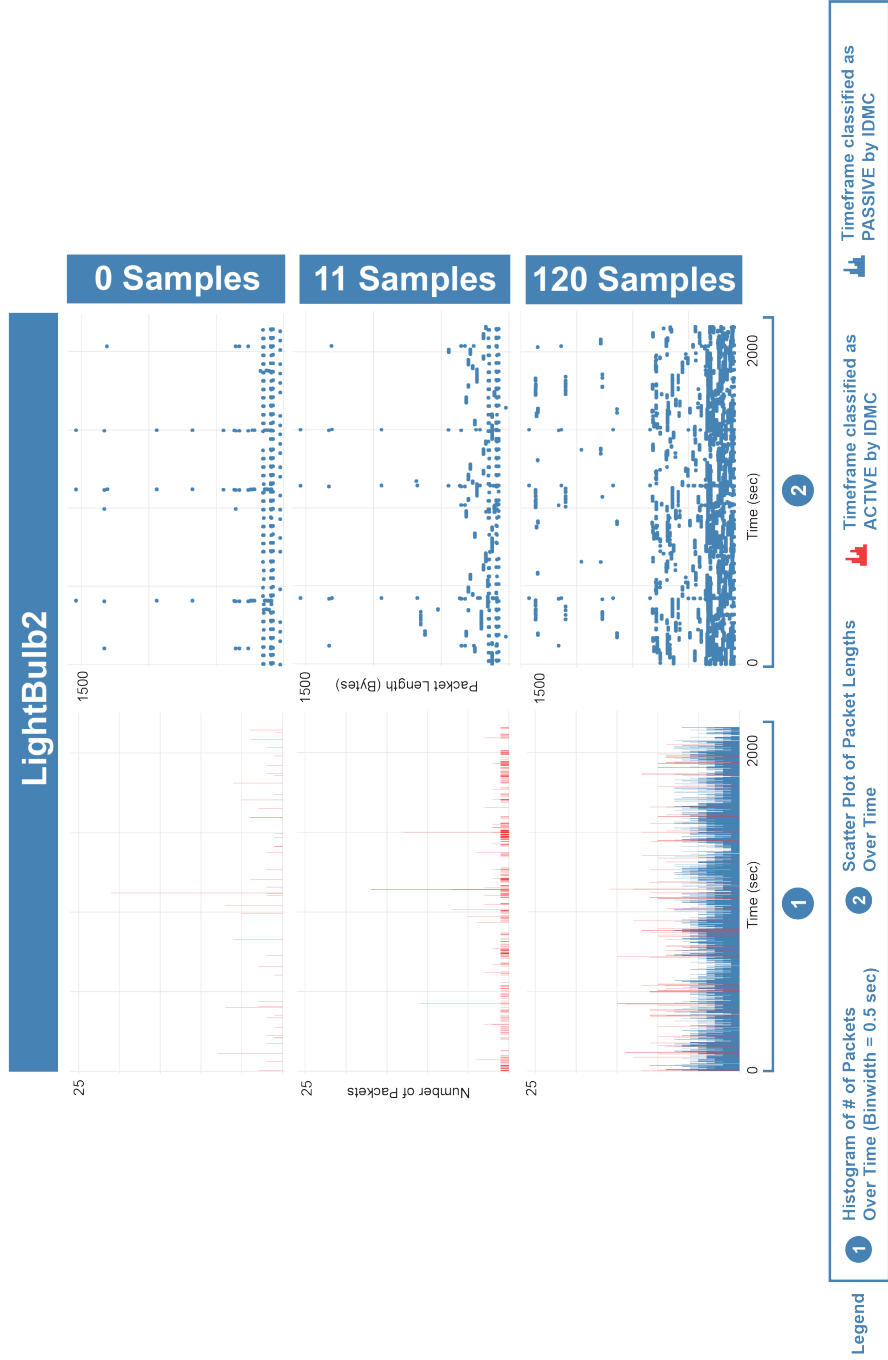 LightBulb2
0 Samples
11 Samples
120 Samples
25
25
25
Number of Packets
0
Time (sec)
2000
1
1500
1500
1500
Packet Length (Bytes)
0
Time (sec)
2000
2
Legend
1
Histogram of # of Packets
Over Time (Binwidth = 0.5 sec)
2
Scatter Plot of Packet Lengths
Over Time
Timeframe classified as
ACTIVE by IDMC
Timeframe classified as
PASSIVE by IDMC